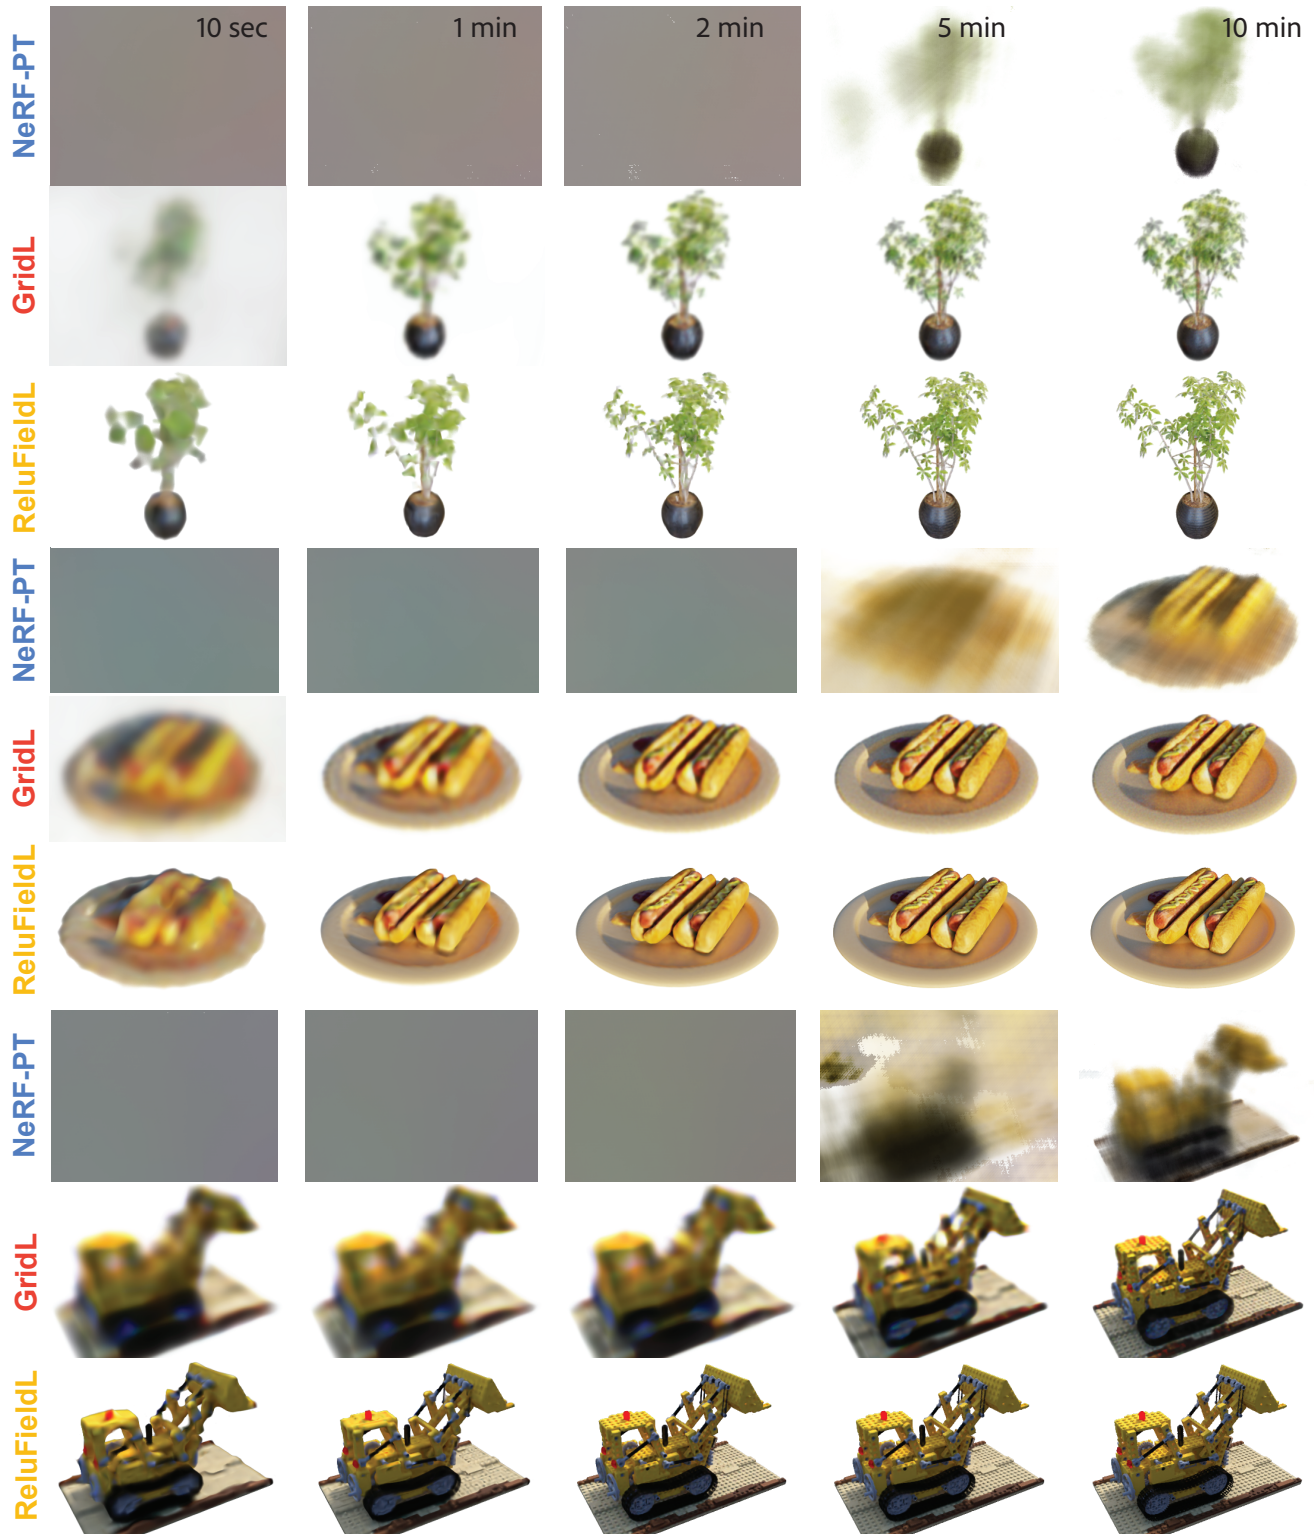 10 sec
1 min
2 min
5 min
10 min
NeRF-PT
GridL
ReluFieldL
NeRF-PT
GridL
ReluFieldL
NeRF-PT
GridL
ReluFieldL